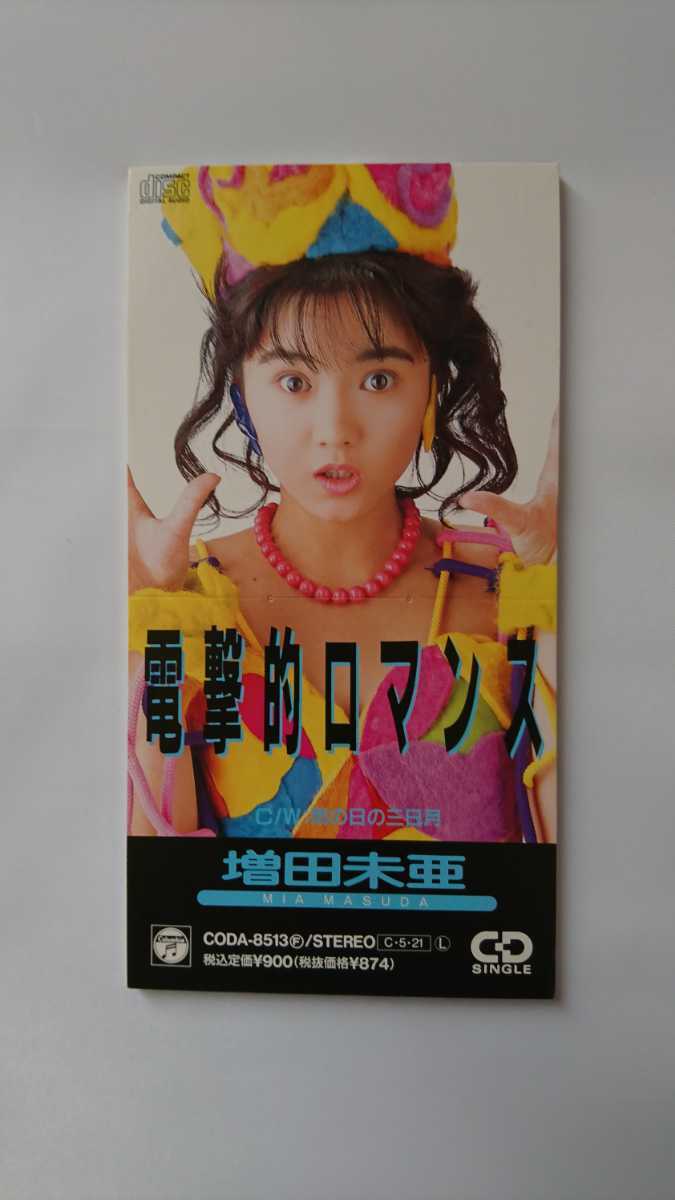 COMPACT
disc
DIGITAL AUDIO
電撃的ロマンス
C/W の日の三日月
増田未亜
MIA MASUDA
Columbia
CODA-8513Ⓕ/STEREO C・5・21 Ⓛ
税込定価¥900(税抜価格¥874)
CD
SINGLE